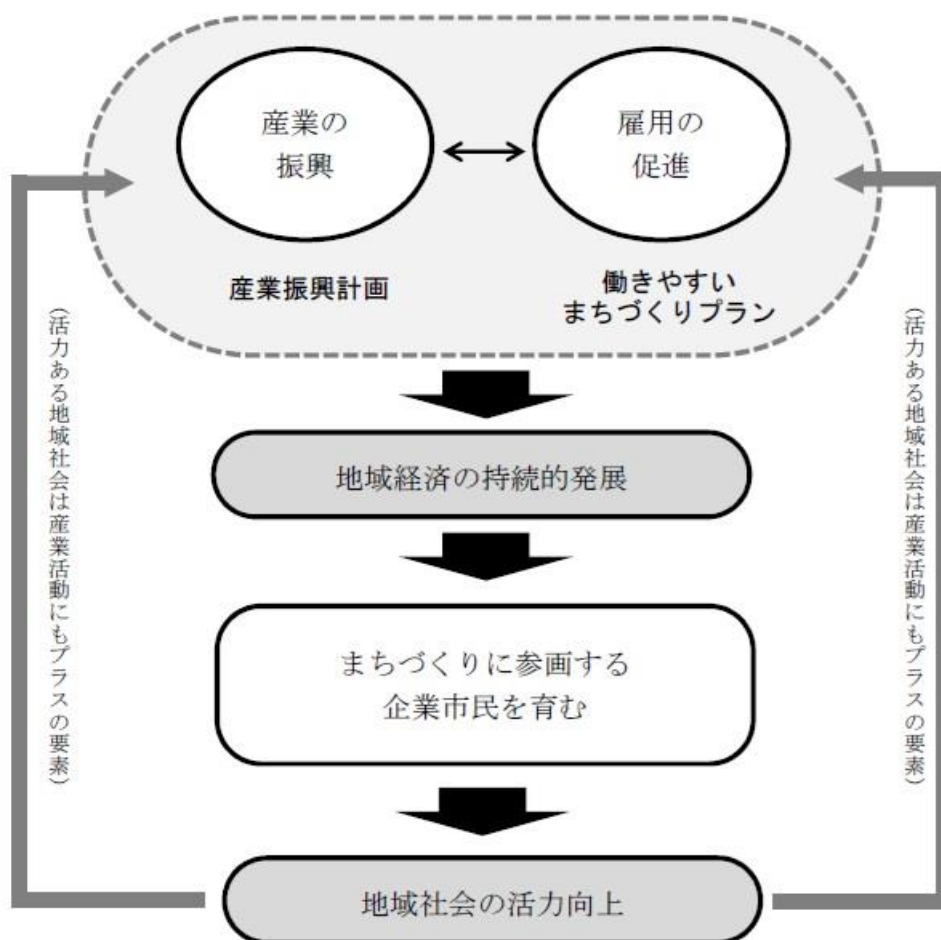 産業の
振興
雇用の
促進
産業振興計画
働きやすい
まちづくりプラン
(活力ある地域社会は産業活動にもプラスの要素)
(活力ある地域社会は産業活動にもプラスの要素)
地域経済の持続的発展
まちづくりに参画する
企業市民を育む
地域社会の活力向上